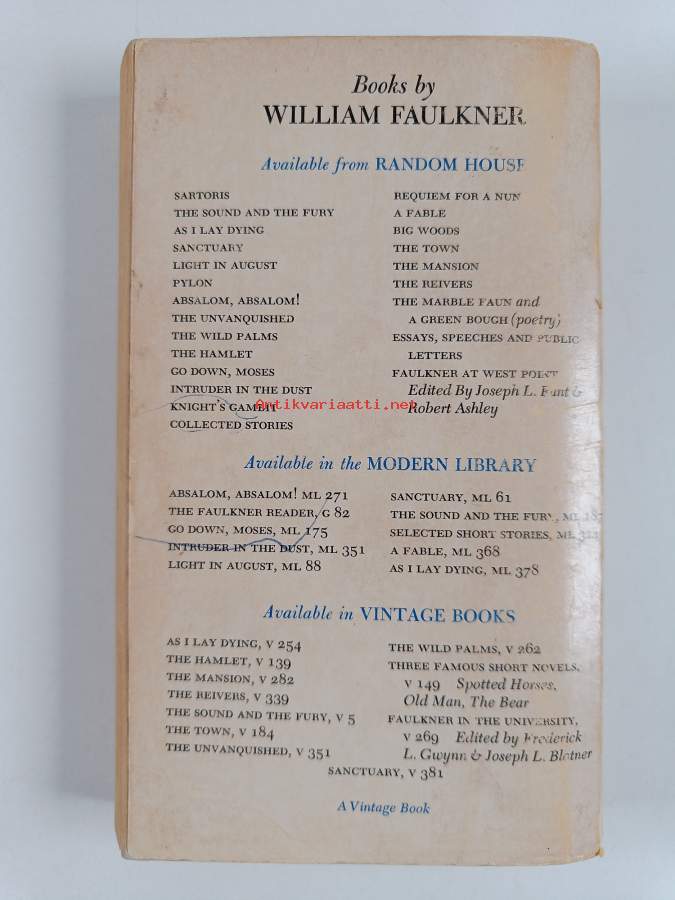 Books by
WILLIAM FAULKNER
Available from RANDOM HOUSE
SARTORIS
THE SOUND AND THE FURY
AS I LAY DYING
SANCTUARY
LIGHT IN AUGUST
PYLON
ABSALOM, ABSALOM!
THE UNVANQUISHED
THE WILD PALMS
THE HAMLET
GO DOWN, MOSES
INTRUDER IN THE DUST
KNIGHT'S GAMBIT
COLLECTED STORIES
REQUIEM FOR A NUN
A FABLE
BIG WOODS
THE TOWN
THE MANSION
THE REIVERS
THE MARBLE FAUN and
A GREEN BOUGH (poetry)
ESSAYS, SPEECHES AND PUBLIC
LETTERS
FAULKNER AT WEST POINT
Edited By Joseph L. Fant &
Robert Ashley
Antikvariaatti.net
Available in the MODERN LIBRARY
ABSALOM, ABSALOM! ML 271
THE FAULKNER READER, G 82
GO DOWN, MOSES, ML 175
INTRUDER IN THE DUST, ML 351
LIGHT IN AUGUST, ML 88
SANCTUARY, ML 61
THE SOUND AND THE FURY, ML 187
SELECTED SHORT STORIES, ML
A FABLE, ML 368
AS I LAY DYING, ML 378
Available in VINTAGE BOOKS
AS I LAY DYING, V 254
THE HAMLET, V 139
THE MANSION, V 282
THE REIVERS, V 339
THE SOUND AND THE FURY, V 5
THE TOWN, V 184
THE UNVANQUISHED, V 351
THE WILD PALMS, V 262
THREE FAMOUS SHORT NOVELS,
V 149 Spotted Horses,
Old Man, The Bear
FAULKNER IN THE UNIVERSITY,
V 269 Edited by Frederick
L. Gwynn & Joseph L. Blotner
SANCTUARY, V 381
A Vintage Book